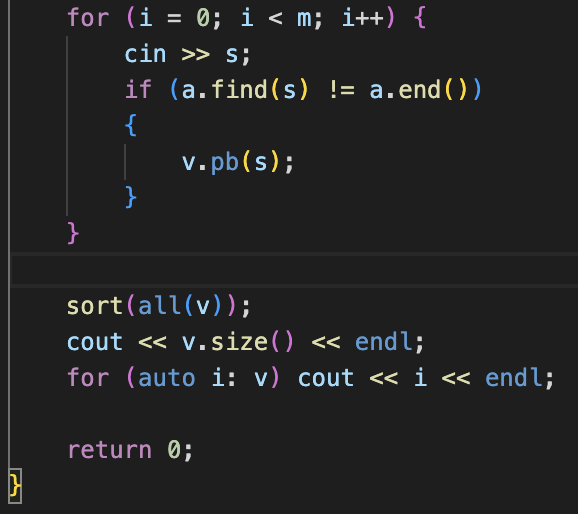 for (i = 0; i < m; i++) {
cin >> s;
if (a.find(s) != a.end())
{
v.pb(s);
}
}
sort(all(v));
cout << v.size() << endl;
for (auto i: v) cout << i << endl;
return 0;
}